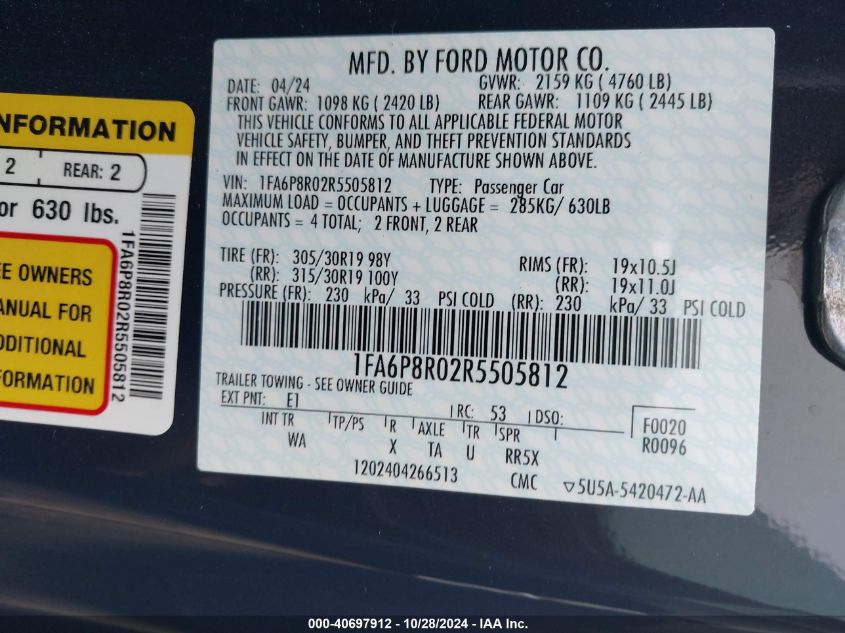 NFORMATION
2 REAR: 2
or 630 lbs.
EE OWNERS
ANUAL FOR
DDITIONAL
FORMATION
1FA6P8R02R5505812
MFD. BY FORD MOTOR CO.
DATE: 04/24 GVWR: 2159 KG ( 4760 LB)
FRONT GAWR: 1098 KG ( 2420 LB) REAR GAWR: 1109 KG ( 2445 LB)
THIS VEHICLE CONFORMS TO ALL APPLICABLE FEDERAL MOTOR
VEHICLE SAFETY, BUMPER, AND THEFT PREVENTION STANDARDS
IN EFFECT ON THE DATE OF MANUFACTURE SHOWN ABOVE.
VIN: 1FA6P8R02R5505812 TYPE: Passenger Car
MAXIMUM LOAD = OCCUPANTS + LUGGAGE = 285KG/ 630LB
OCCUPANTS = 4 TOTAL; 2 FRONT, 2 REAR
TIRE (FR): 305/30R19 98Y RIMS (FR): 19x10.5J
(RR): 315/30R19 100Y (RR): 19x11.0J
PRESSURE (FR): 230 kPa/ 33 PSI COLD (RR): 230 kPa/ 33 PSI COLD
1FA6P8R02R5505812
TRAILER TOWING - SEE OWNER GUIDE
EXT PNT: E1 RC: 53 DSO: F0020
INT TR TP/PS R AXLE TR SPR R0096
WA X TA U RR5X
1202404266513 CMC ▽5U5A-5420472-AA
000-40697912 - 10/28/2024 - IAA Inc.